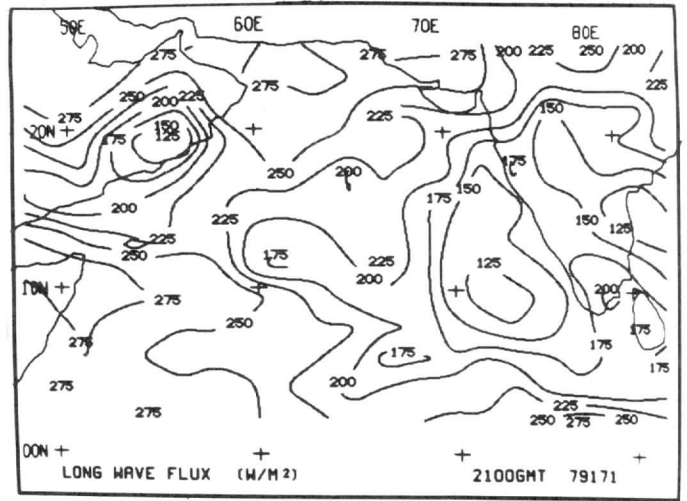 50E 60E 70E 80E
275 275 275 200 225 250 200
250 200 225 275 225
275 225 150
20N 150 125 175
250 200 175
200 225 175 150 150 125
225 250 175 225 200 125
10N 275 200
250 175
275 175 175 175
275 200
275 225
250 275 250
00N
LONG WAVE FLUX (W/M2) 2100GMT 79171